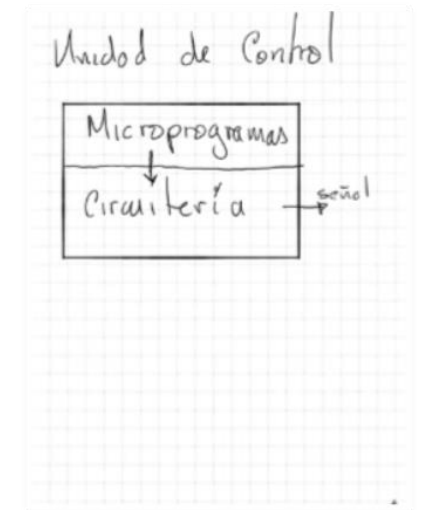 Unidad de Control
Microprogramas
Circuitería
señal